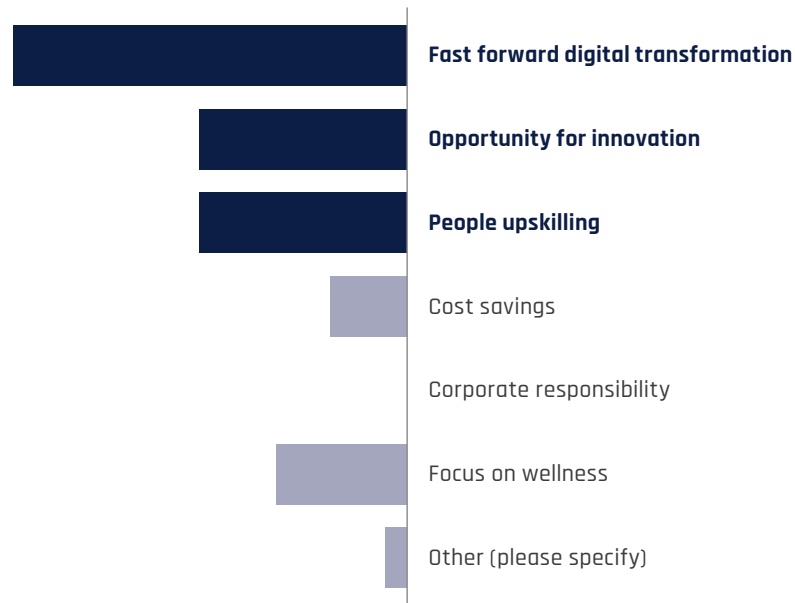 Fast forward digital transformation
Opportunity for innovation
People upskilling
Cost savings
Corporate responsibility
Focus on wellness
Other (please specify)